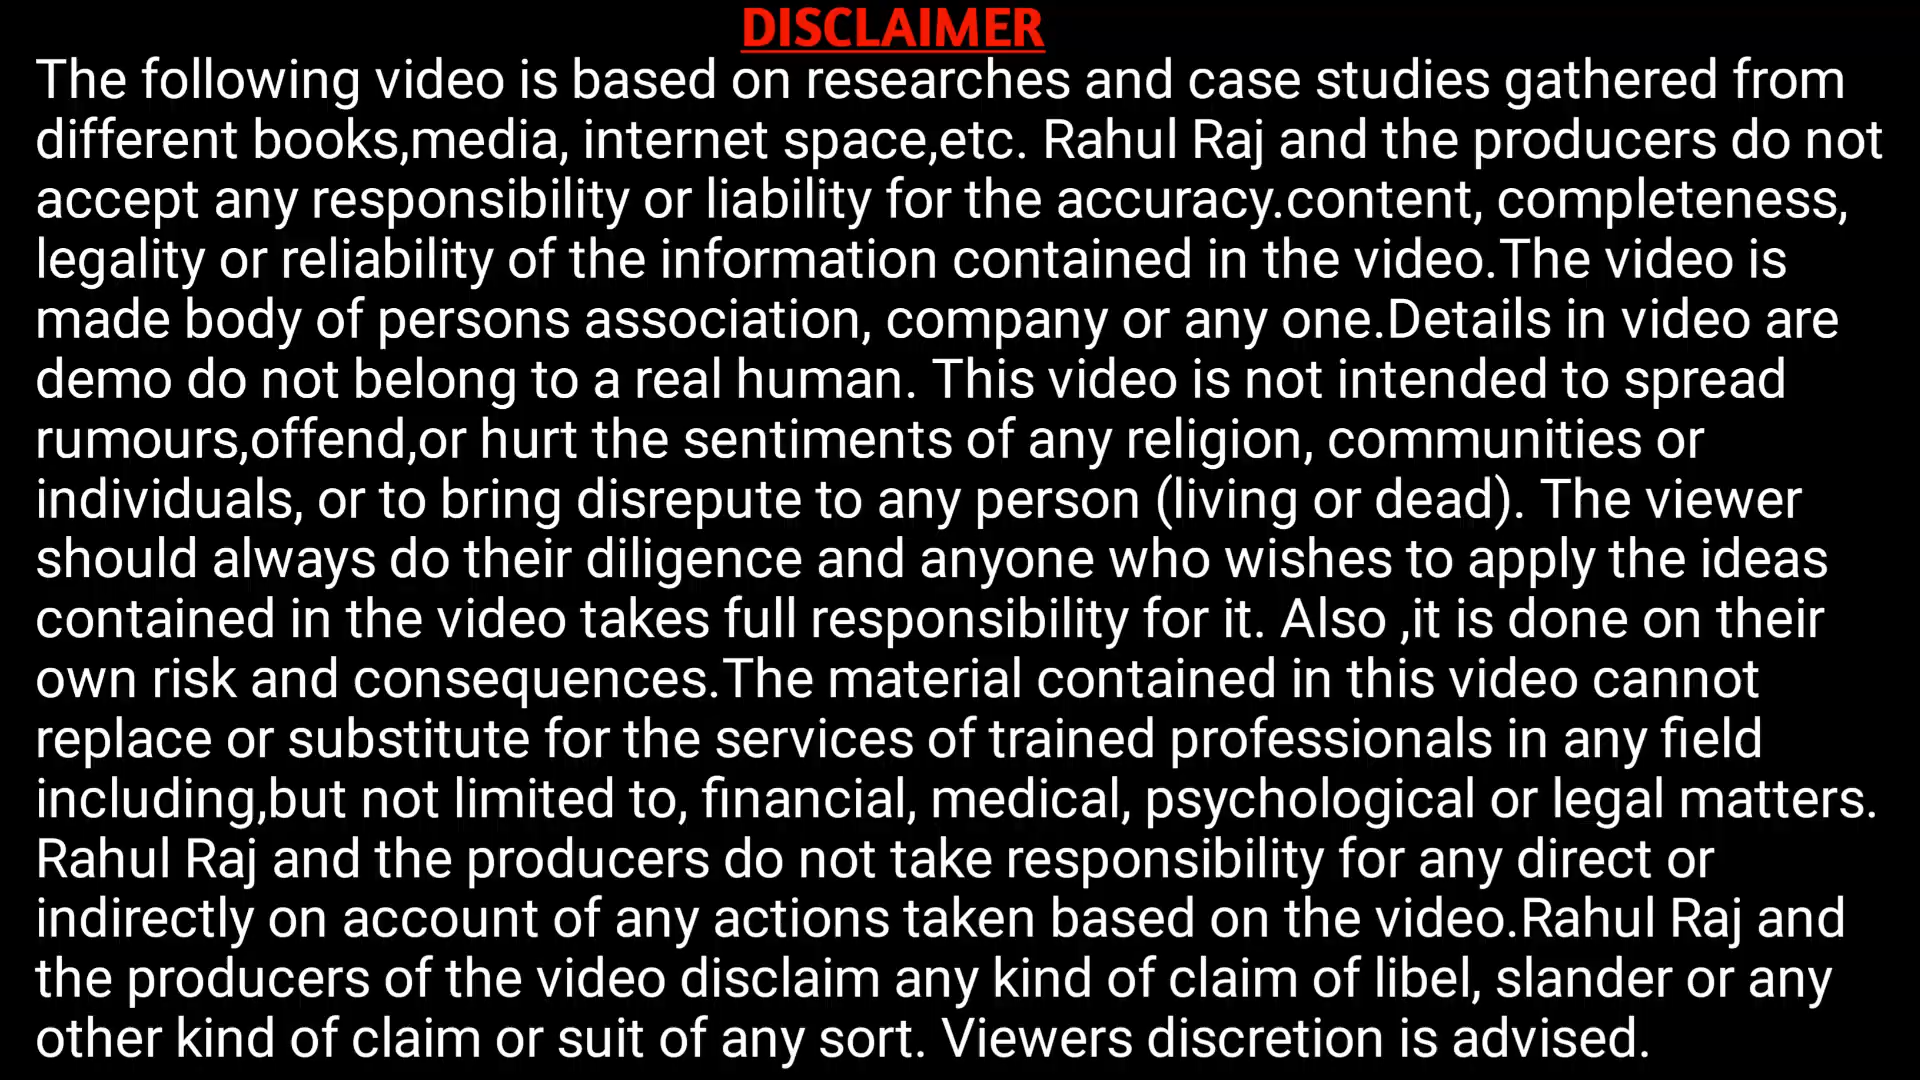 DISCLAIMER
The following video is based on researches and case studies gathered from
different books,media, internet space,etc. Rahul Raj and the producers do not
accept any responsibility or liability for the accuracy.content, completeness,
legality or reliability of the information contained in the video.The video is
made body of persons association, company or any one.Details in video are
demo do not belong to a real human. This video is not intended to spread
rumours,offend,or hurt the sentiments of any religion, communities or
individuals, or to bring disrepute to any person (living or dead). The viewer
should always do their diligence and anyone who wishes to apply the ideas
contained in the video takes full responsibility for it. Also ,it is done on their
own risk and consequences.The material contained in this video cannot
replace or substitute for the services of trained professionals in any field
including,but not limited to, financial, medical, psychological or legal matters.
Rahul Raj and the producers do not take responsibility for any direct or
indirectly on account of any actions taken based on the video.Rahul Raj and
the producers of the video disclaim any kind of claim of libel, slander or any
other kind of claim or suit of any sort. Viewers discretion is advised.